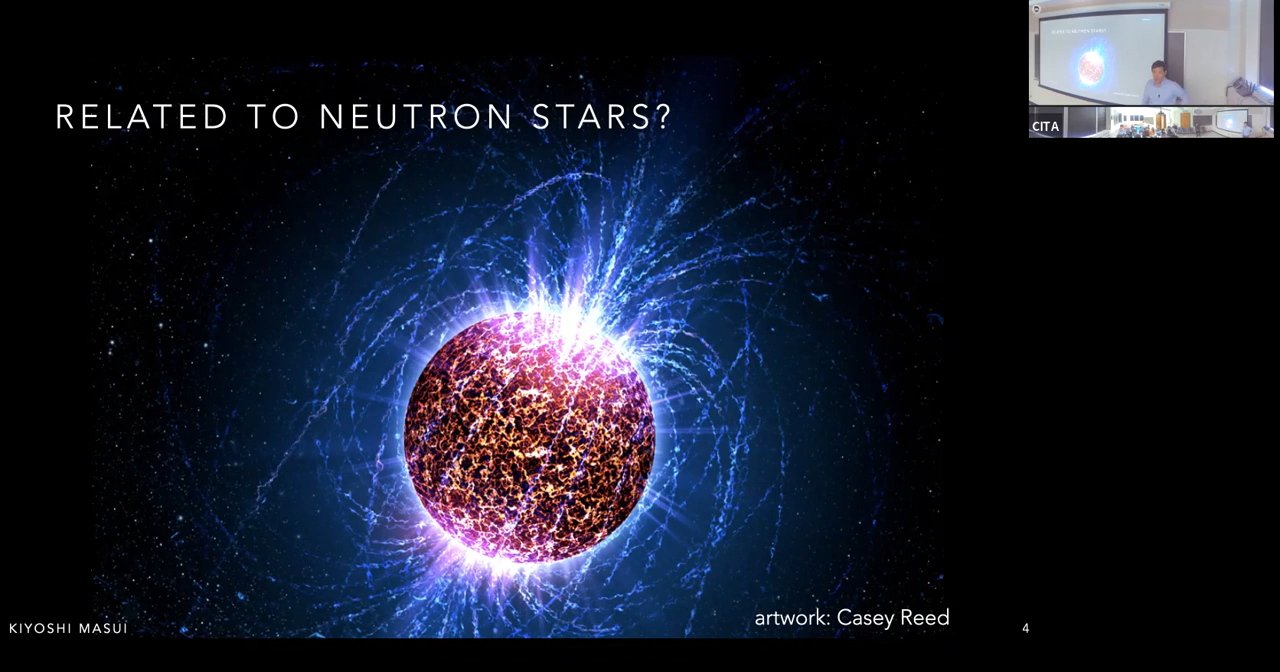 RELATED TO NEUTRON STARS?
CITA
artwork: Casey Reed
KIYOSHI MASUI
4